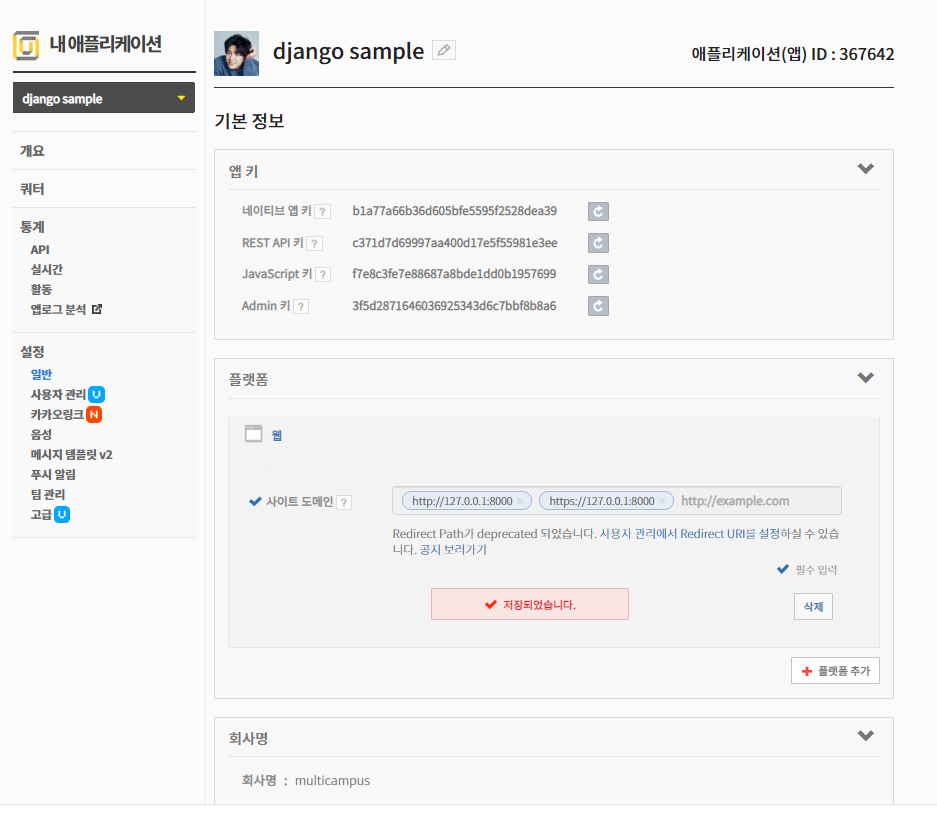 내 애플리케이션
django sample
개요
쿼터
통계
API
실시간
활동
앱로그 분석
설정
일반
사용자 관리 U
카카오링크 N
음성
메시지 템플릿 v2
푸시 알림
팀 관리
고급 U
django sample
애플리케이션(앱) ID : 367642
기본 정보
앱 키
네이티브 앱 키 ? b1a77a66b36d605bfe5595f2528dea39
REST API 키 ? c371d7d69997aa400d17e5f55981e3ee
JavaScript 키 ? f7e8c3fe7e88687a8bde1dd0b1957699
Admin 키 ? 3f5d2871646036925343d6c7bbf8b8a6
플랫폼
웹
사이트 도메인 ? http://127.0.0.1:8000 × https://127.0.0.1:8000 × http://example.com
Redirect Path가 deprecated 되었습니다. 사용자 관리에서 Redirect URI를 설정하실 수 있습
니다. 공지 보러가기
필수 입력
저장되었습니다.
삭제
플랫폼 추가
회사명
회사명 : multicampus